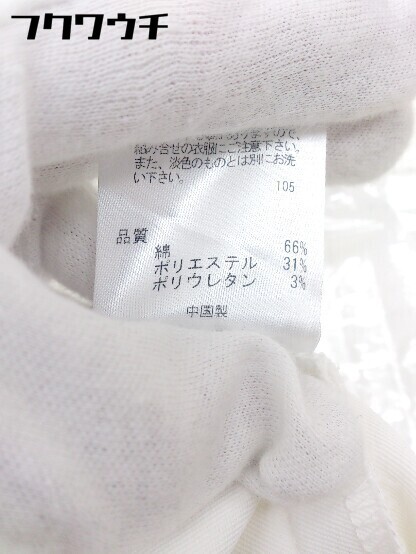 フクワウチ
組み合せの衣服にご注意下さい。
また、淡色のものとは別にお洗
い下さい。
105
品質
綿 66%
ポリエステル 31%
ポリウレタン 3%
中国製